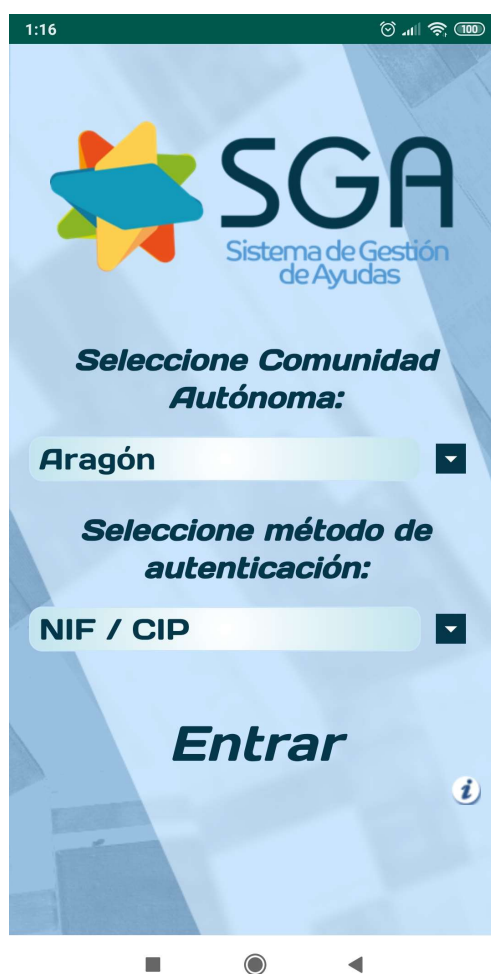 1:16
100
SGA
Sistema de Gestión
de Ayudas
Seleccione Comunidad
Autónoma:
Aragón
Seleccione método de
autenticación:
NIF / CIP
Entrar
i